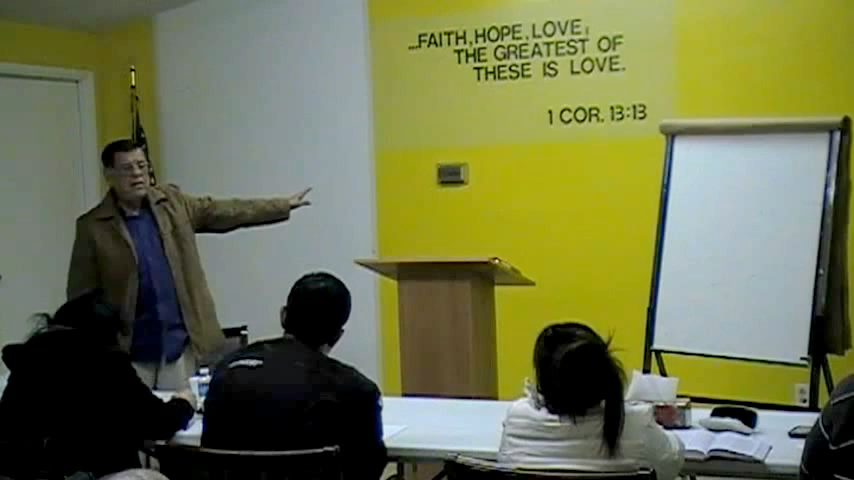 ...FAITH, HOPE, LOVE;
THE GREATEST OF
THESE IS LOVE.
1 COR. 13:13